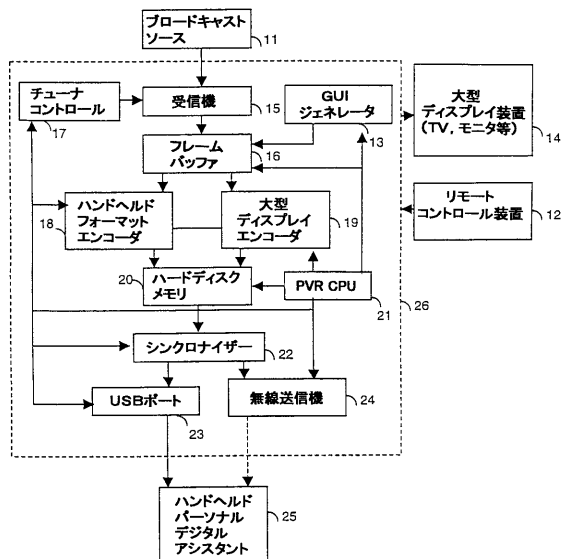 ブロードキャスト
ソース
11
チューナ
コントロール
17
受信機
15
GUI
ジェネレータ
13
大型
ディスプレイ装置
(TV, モニタ等)
14
フレーム
バッファ
16
ハンドヘルド
フォーマット
エンコーダ
18
大型
ディスプレイ
エンコーダ
19
リモート
コントロール装置
12
ハードディスク
メモリ
20
PVR CPU
21
26
シンクロナイザー
22
USBポート
23
無線送信機
24
ハンドヘルド
パーソナル
デジタル
アシスタント
25